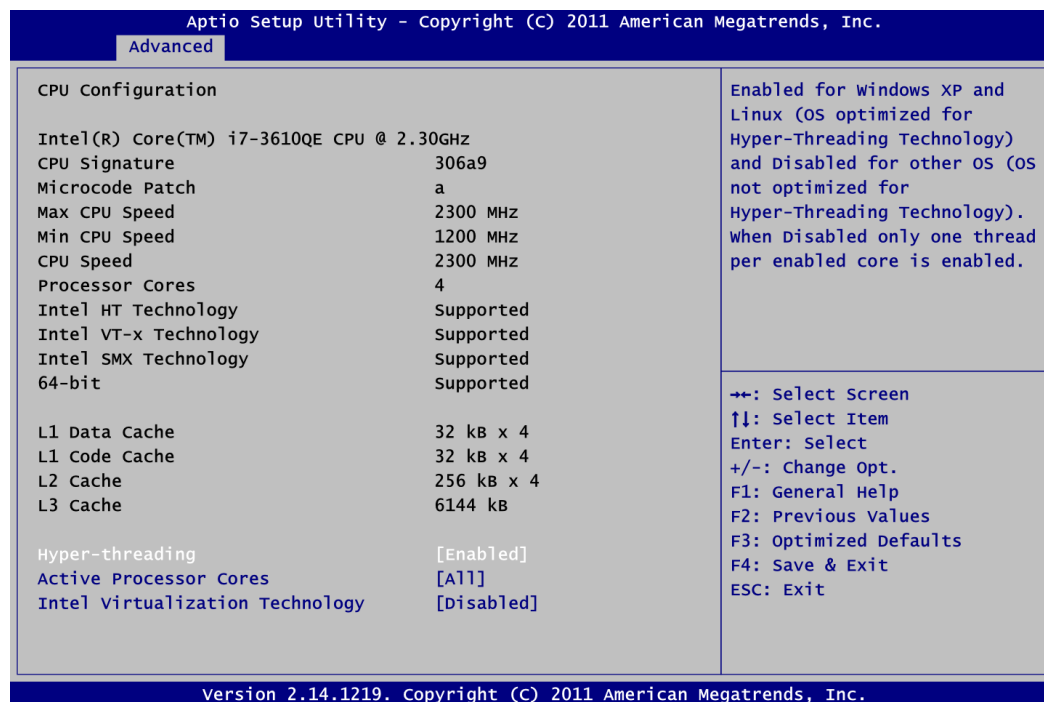 Aptio Setup Utility - Copyright (C) 2011 American Megatrends, Inc.
Advanced
CPU Configuration
Intel(R) Core(TM) i7-3610QE CPU @ 2.30GHz
CPU Signature 306a9
Microcode Patch a
Max CPU Speed 2300 MHz
Min CPU Speed 1200 MHz
CPU Speed 2300 MHz
Processor Cores 4
Intel HT Technology Supported
Intel VT-x Technology Supported
Intel SMX Technology Supported
64-bit Supported
L1 Data Cache 32 kB x 4
L1 Code Cache 32 kB x 4
L2 Cache 256 kB x 4
L3 Cache 6144 kB
Hyper-threading [Enabled]
Active Processor Cores [All]
Intel Virtualization Technology [Disabled]
Enabled for Windows XP and
Linux (OS optimized for
Hyper-Threading Technology)
and Disabled for other OS (OS
not optimized for
Hyper-Threading Technology).
When Disabled only one thread
per enabled core is enabled.
→←: Select Screen
↑↓: Select Item
Enter: Select
+/-: Change Opt.
F1: General Help
F2: Previous Values
F3: Optimized Defaults
F4: Save & Exit
ESC: Exit
Version 2.14.1219. Copyright (C) 2011 American Megatrends, Inc.